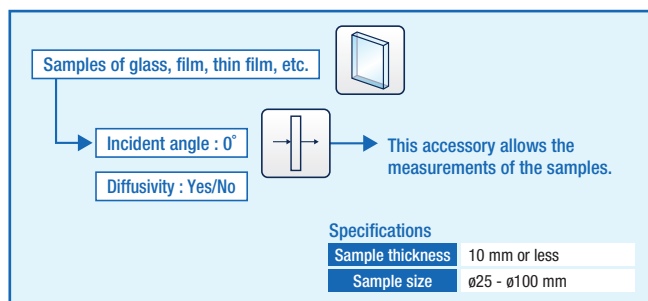 Samples of glass, film, thin film, etc.
Incident angle : 0°
Diffusivity : Yes/No
This accessory allows the
measurements of the samples.
Specifications
Sample thickness 10 mm or less
Sample size ø25 - ø100 mm